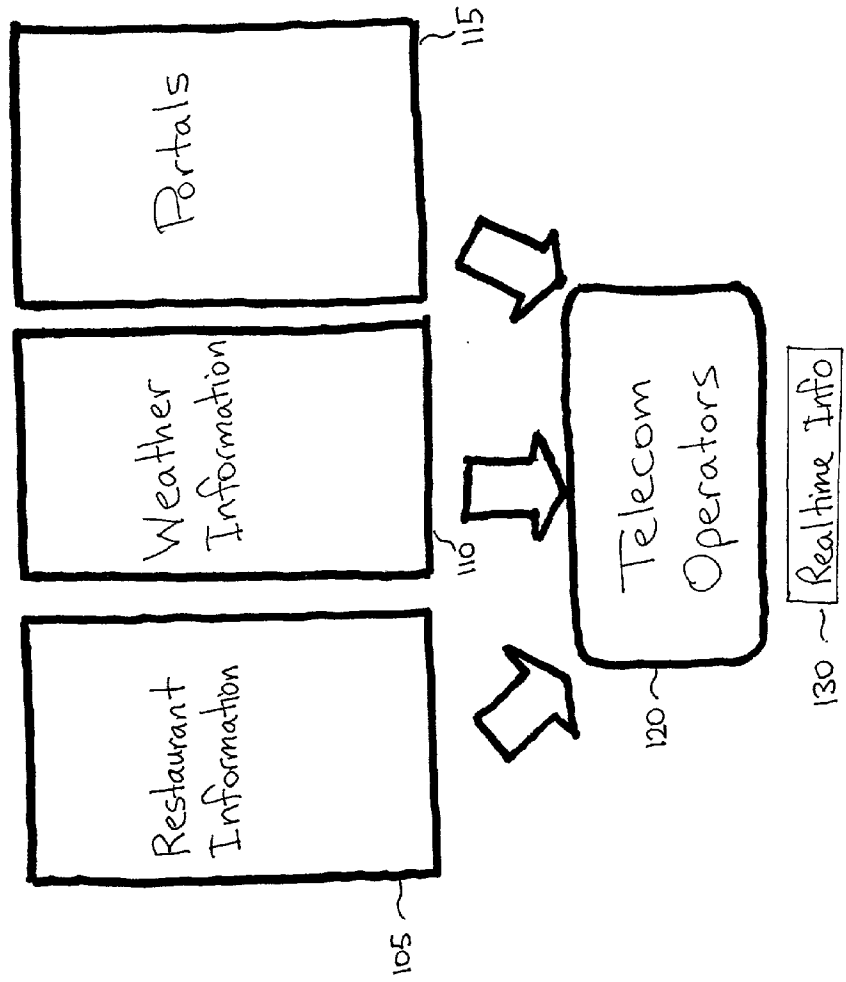 Restaurant
Information
105
Weather
Information
110
Portals
115
Telecom
Operators
120
130
Realtime Info